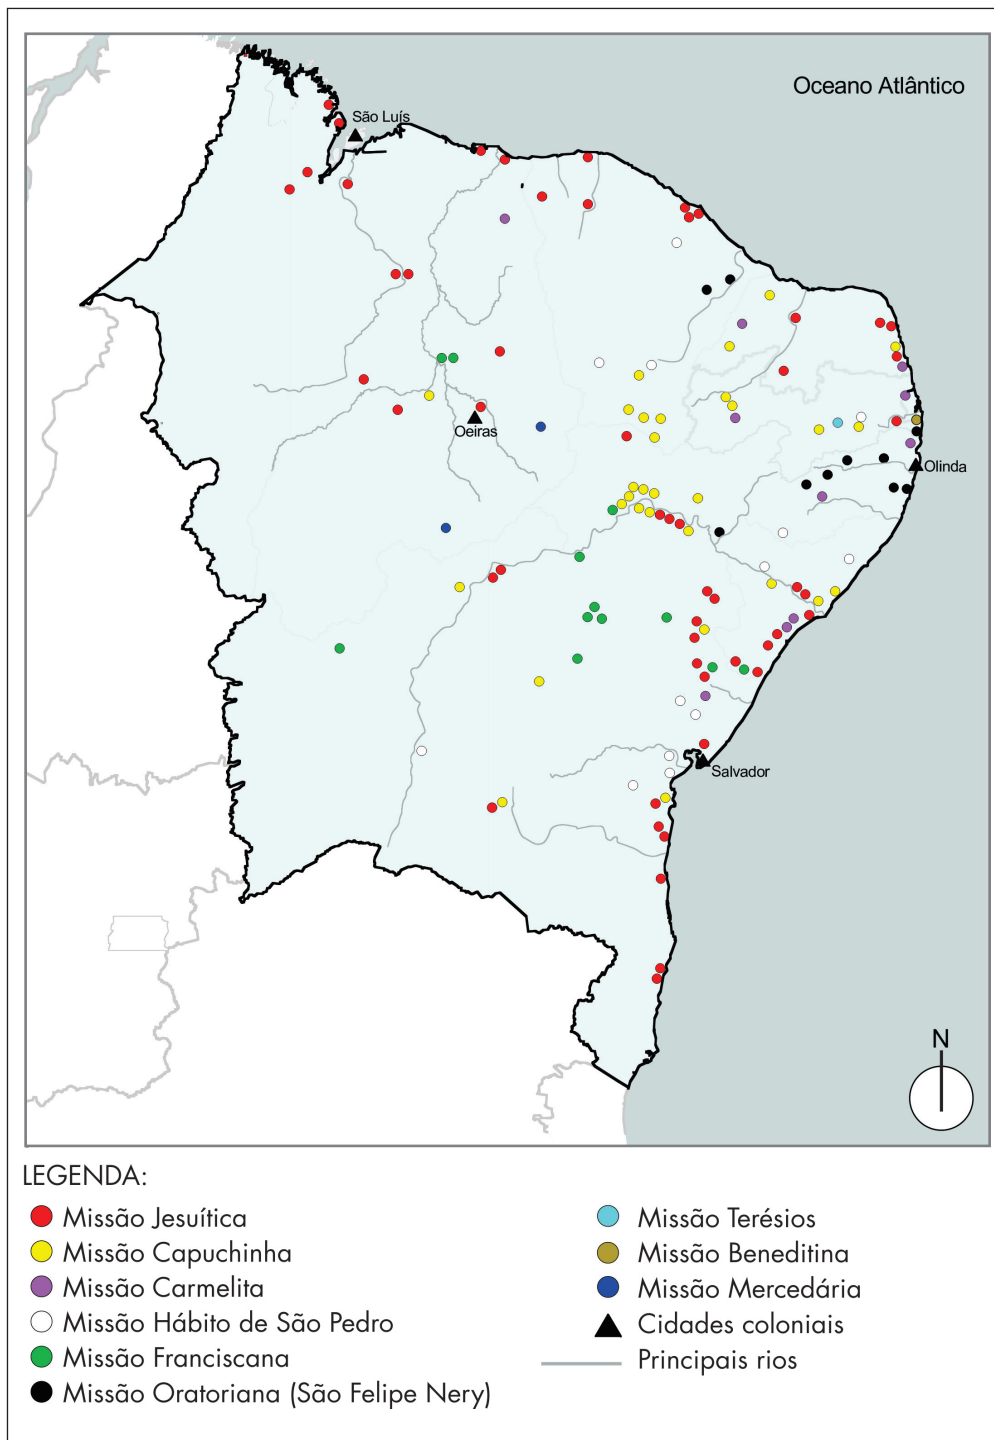 Oceano Atlântico
São Luís
Oeiras
Olinda
Salvador
N
LEGENDA:
Missão Jesuítica
Missão Capuchinha
Missão Carmelita
Missão Hábito de São Pedro
Missão Franciscana
Missão Oratoriana (São Felipe Nery)
Missão Terésios
Missão Beneditina
Missão Mercedária
Cidades coloniais
Principais rios